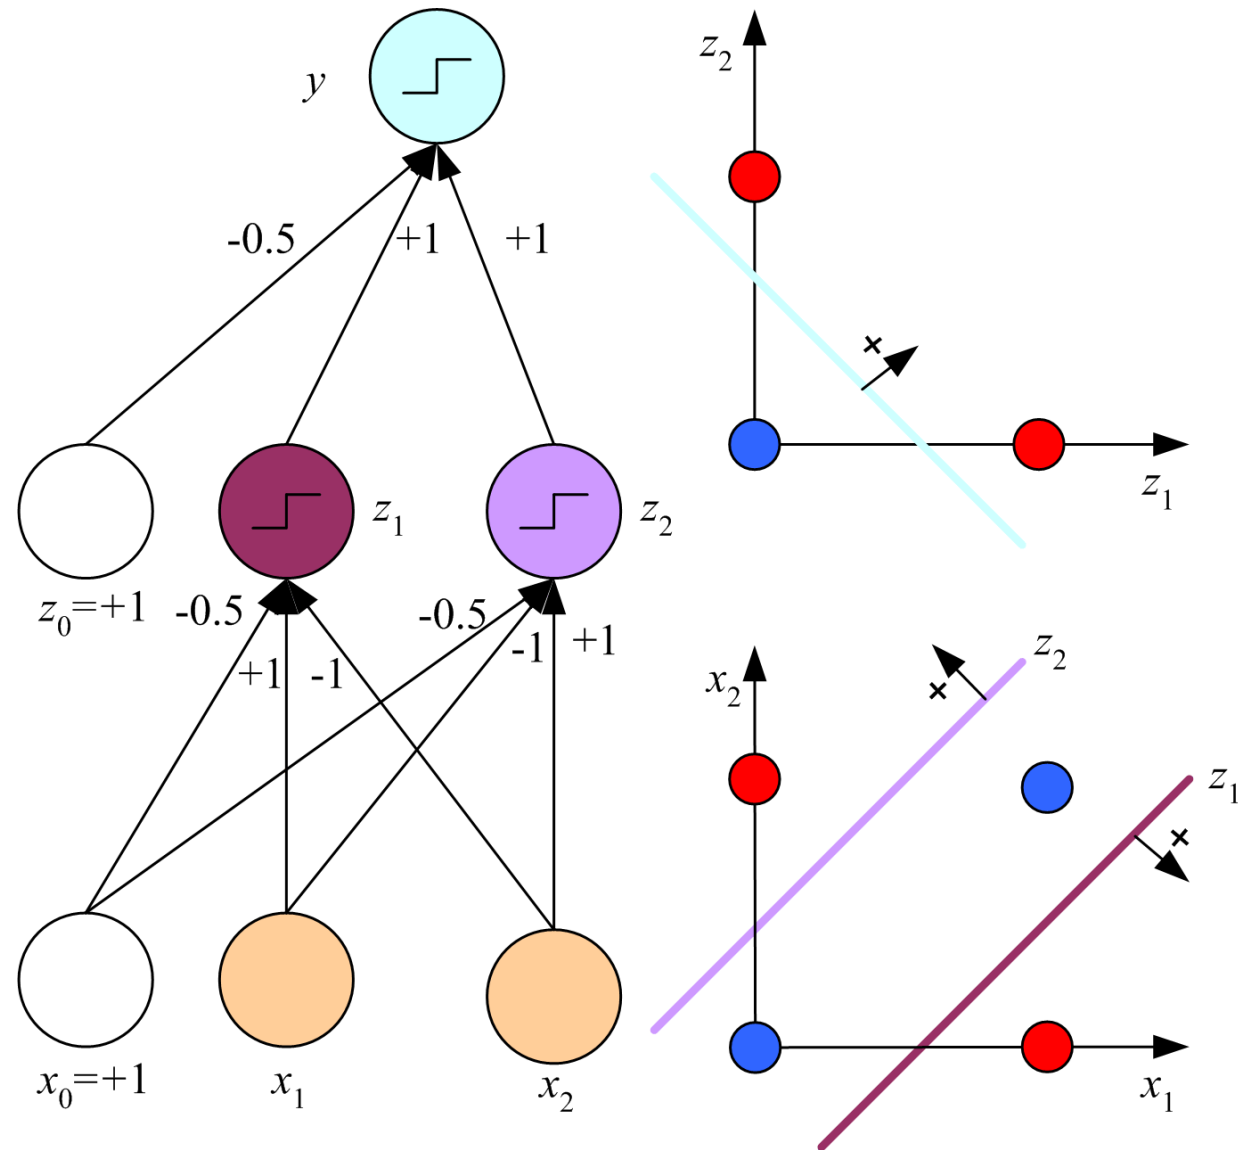 y
-0.5
+1
+1
z₀=+1
z₁
z₂
-0.5
+1
-1
-0.5
-1
+1
x₀=+1
x₁
x₂
z₂
+
z₁
x₂
z₂
+
z₁
+
x₁